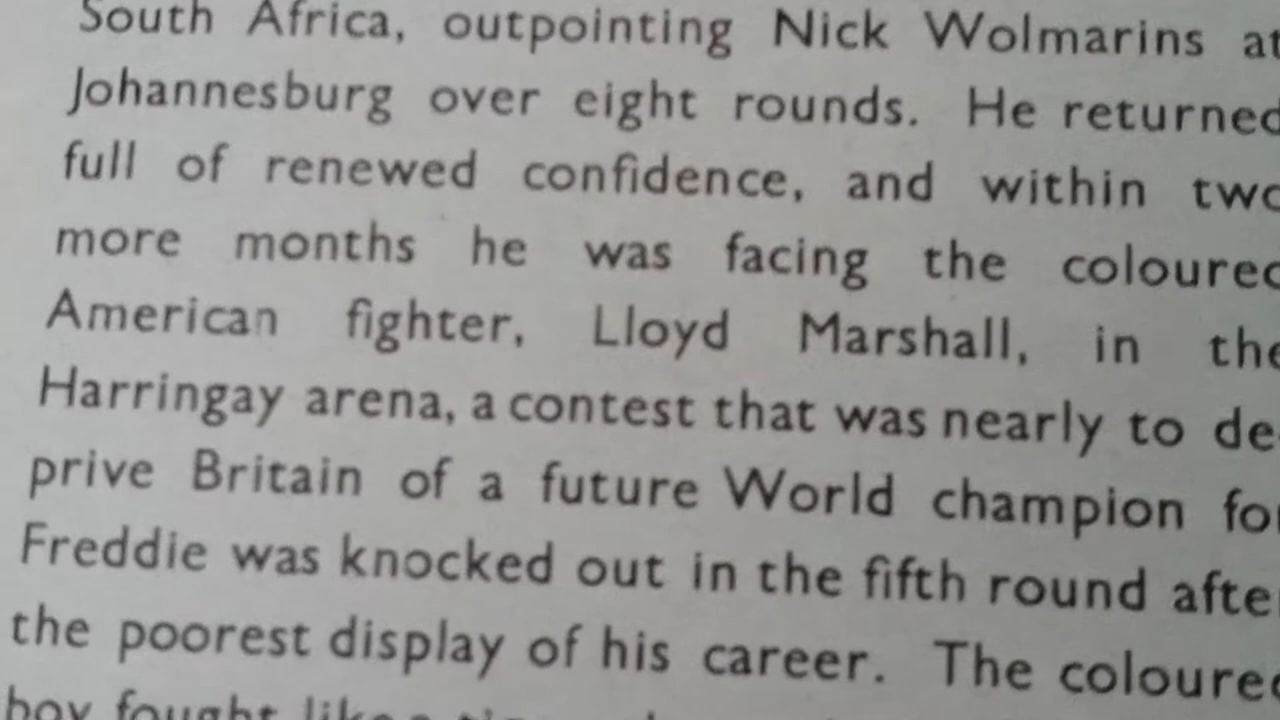 South Africa, outpointing Nick Wolmarins at
Johannesburg over eight rounds. He returned
full of renewed confidence, and within two
more months he was facing the coloured
American fighter, Lloyd Marshall, in the
Harringay arena, a contest that was nearly to de-
prive Britain of a future World champion for
Freddie was knocked out in the fifth round after
the poorest display of his career. The coloured
boy fought like a